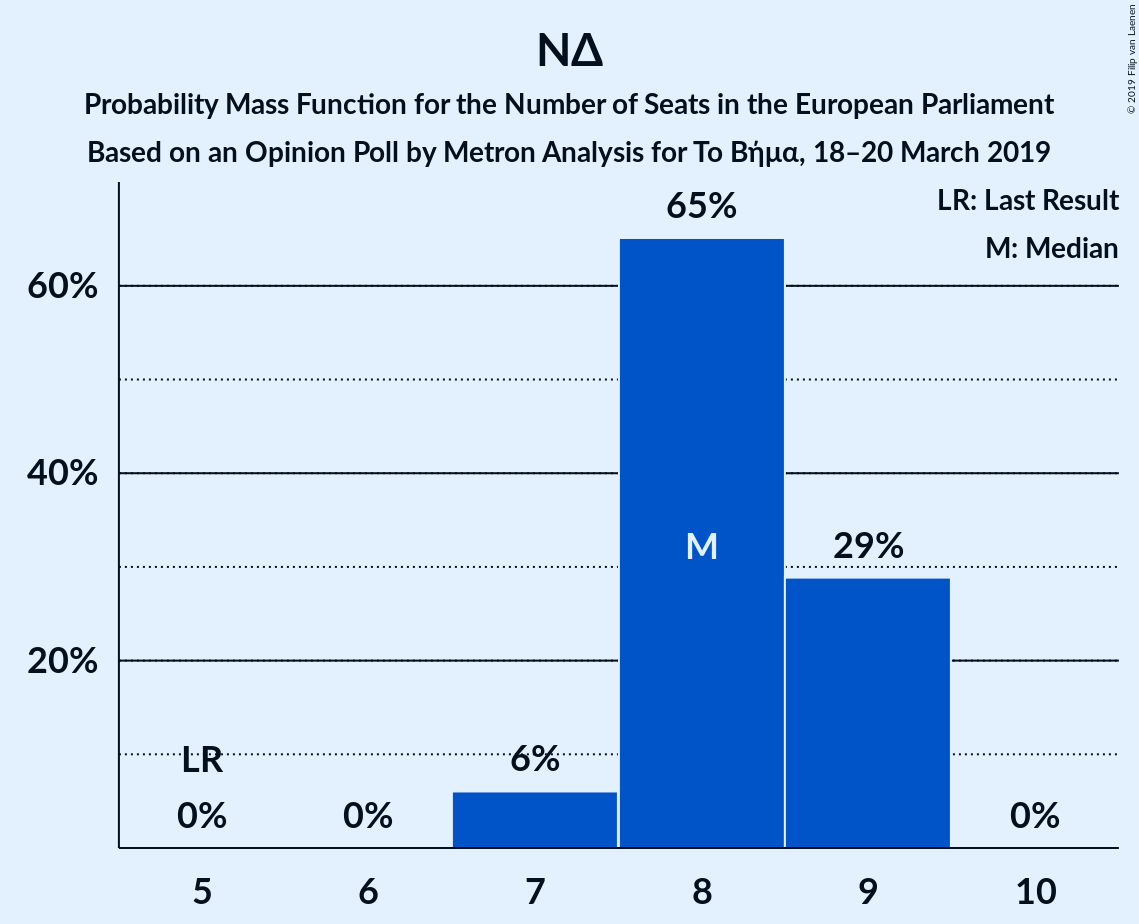 ΝΔ
Probability Mass Function for the Number of Seats in the European Parliament
Based on an Opinion Poll by Metron Analysis for Το Βήμα, 18–20 March 2019
© 2019 Filip van Laenen
LR: Last Result
M: Median
65%
60%
40%
29%
M
20%
LR
6%
0%
0%
0%
5
6
7
8
9
10